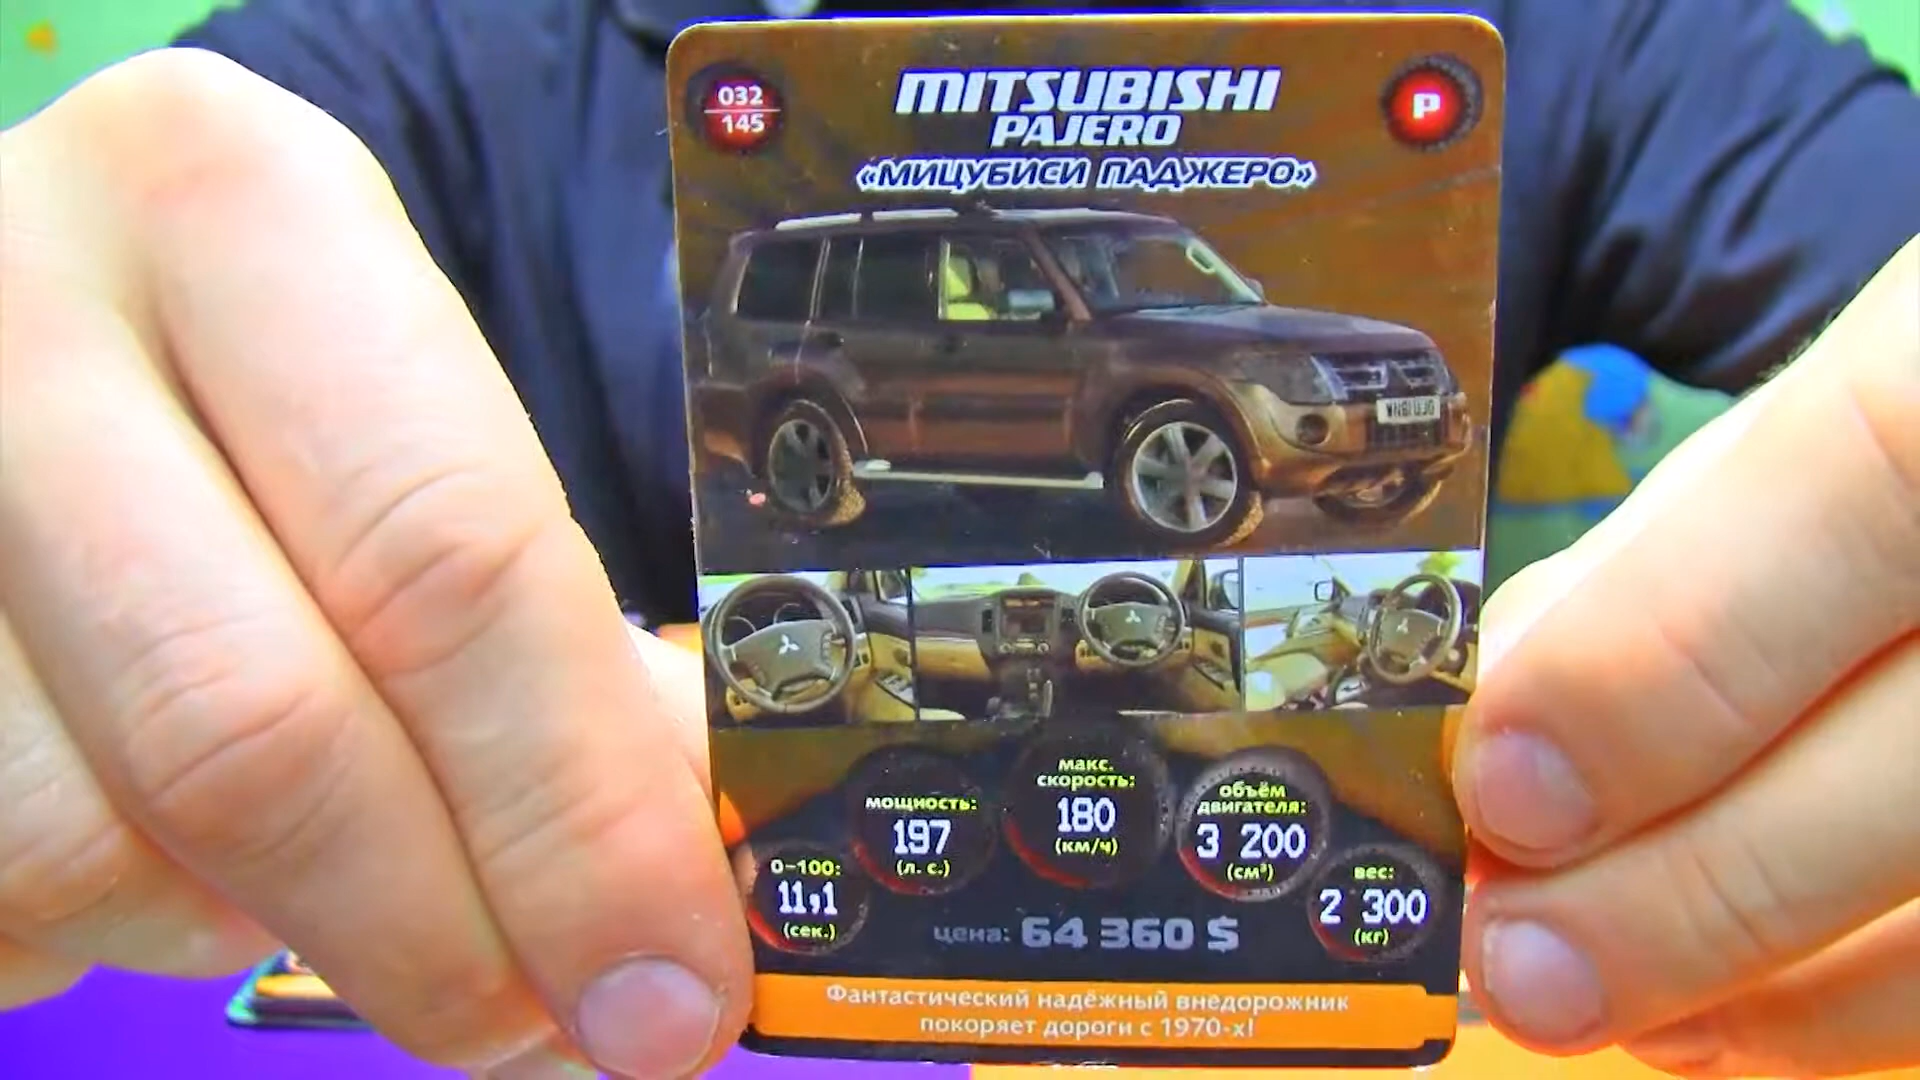 032
145
MITSUBISHI
PAJERO
P
«МИЦУБИСИ ПАДЖЕРО»
макс.
скорость:
180
(км/ч)
мощность:
197
(л. с.)
объём
двигателя:
3 200
(см³)
0-100:
11,1
(сек.)
вес:
2 300
(кг)
цена: 64 360 $
Фантастический надёжный внедорожник
покоряет дороги с 1970-х!